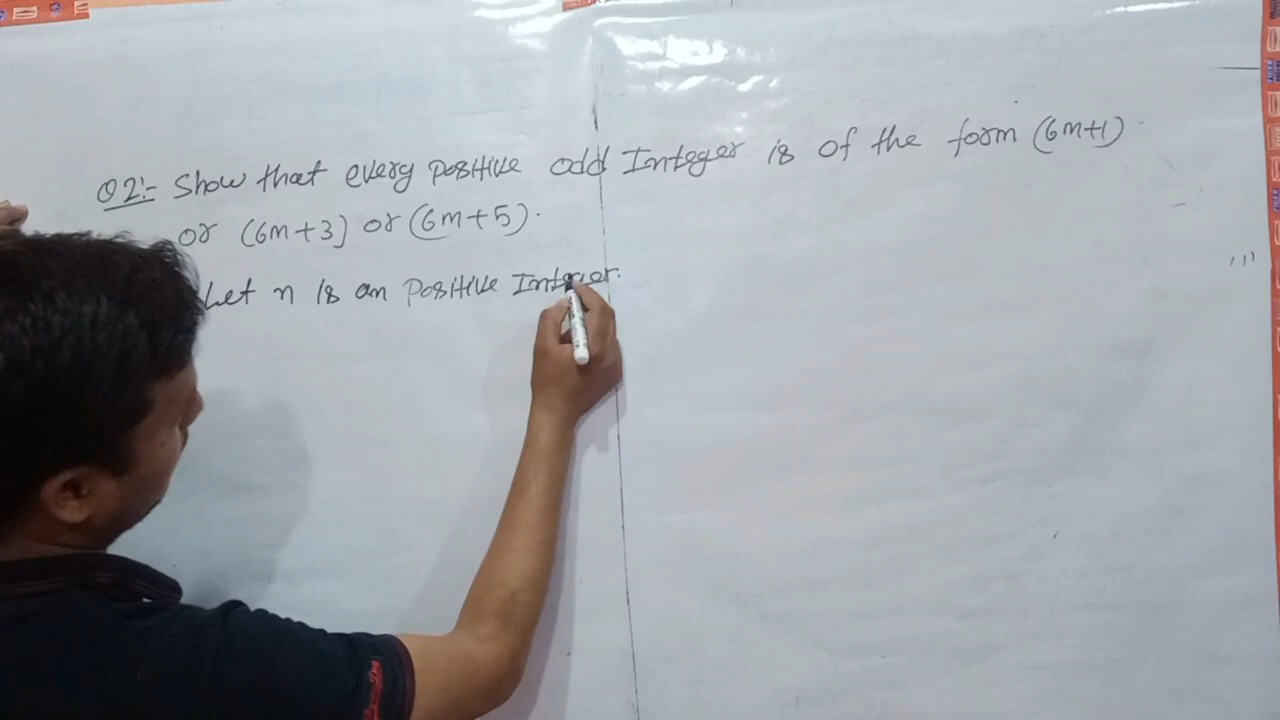 Q2:- Show that every positive odd Integer is of the form (6m+1)
or (6m+3) or (6m+5).
Let n is an positive Integer.